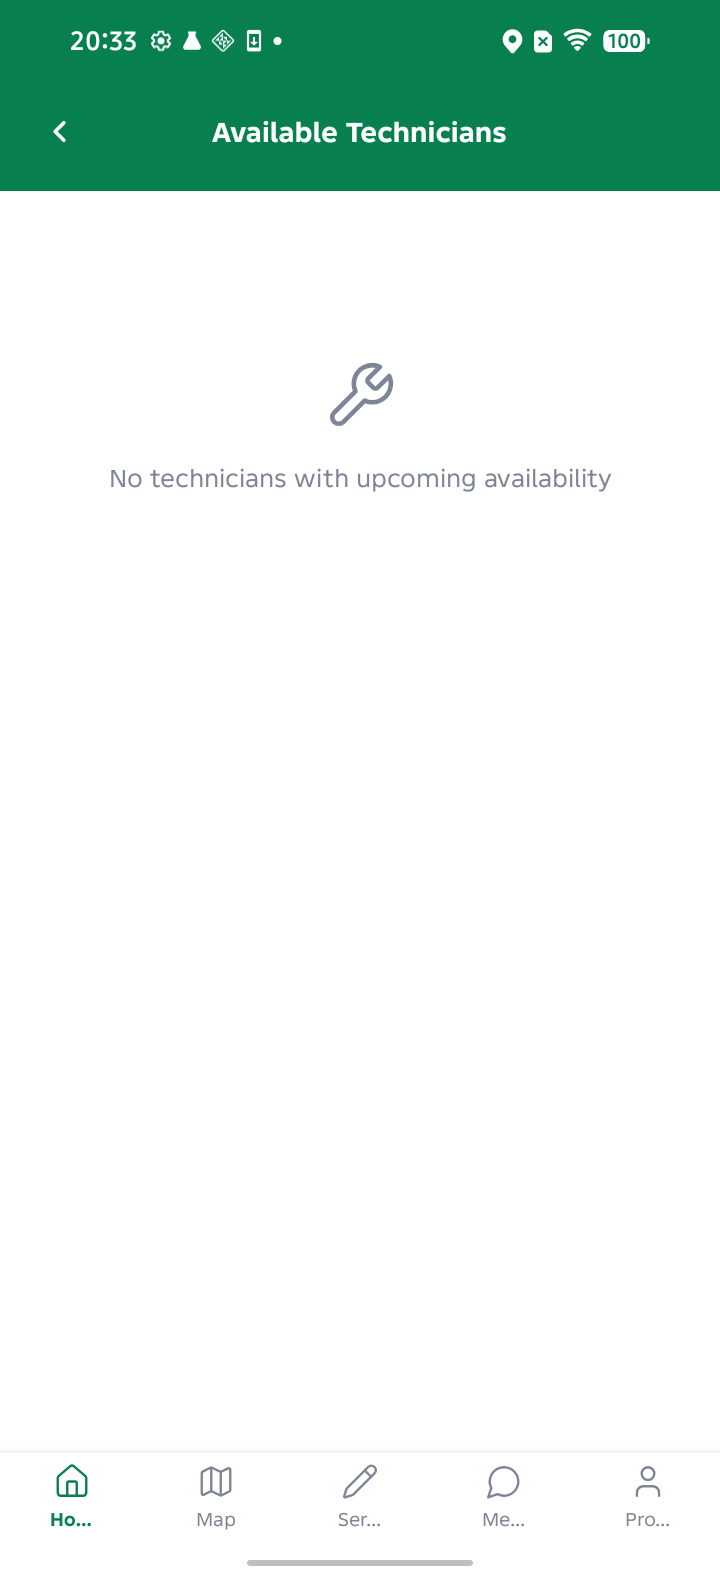 20:33
100
Available Technicians
No technicians with upcoming availability
Ho...
Map
Ser...
Me...
Pro...